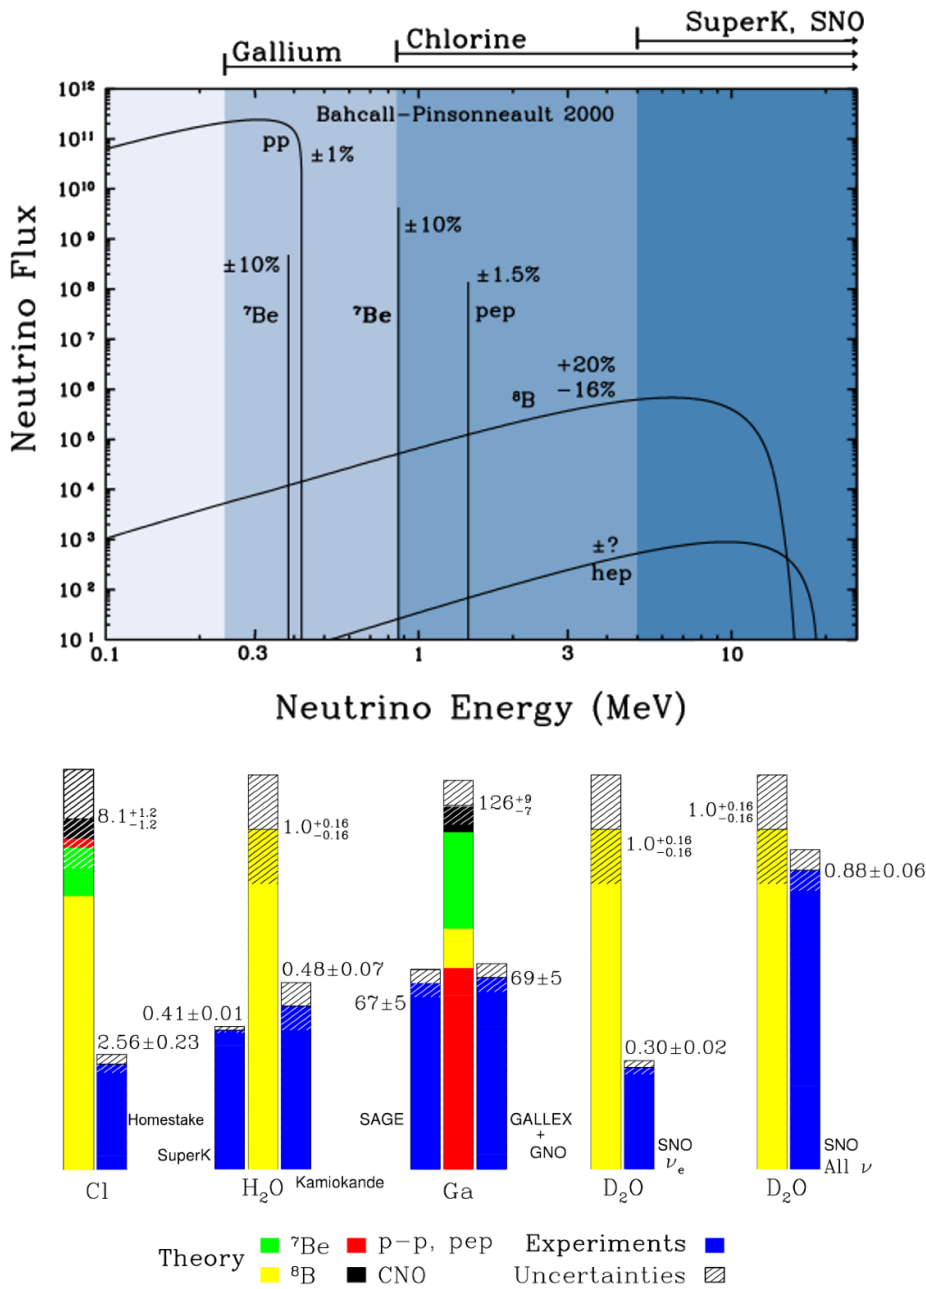 SuperK, SNO
Chlorine
Gallium
Bahcall-Pinsonneault 2000
Neutrino Flux
10¹²
10¹¹
10¹⁰
10⁹
10⁸
10⁷
10⁶
10⁵
10⁴
10³
10²
10¹
pp
±1%
±10%
±10%
±1.5%
⁷Be
⁷Be
pep
+20%
-16%
⁸B
±?
hep
0.1
0.3
1
3
10
Neutrino Energy (MeV)
8.1+1.2-1.2
1.0+0.16-0.16
126+9-7
1.0+0.16-0.16
1.0+0.16-0.16
0.88±0.06
0.48±0.07
67±5
69±5
0.41±0.01
2.56±0.23
0.30±0.02
Homestake
SuperK
Kamiokande
SAGE
GALLEX
+
GNO
SNO
νe
SNO
All ν
Cl
H₂O
Ga
D₂O
D₂O
Theory
⁷Be
p-p, pep
⁸B
CNO
Experiments
Uncertainties